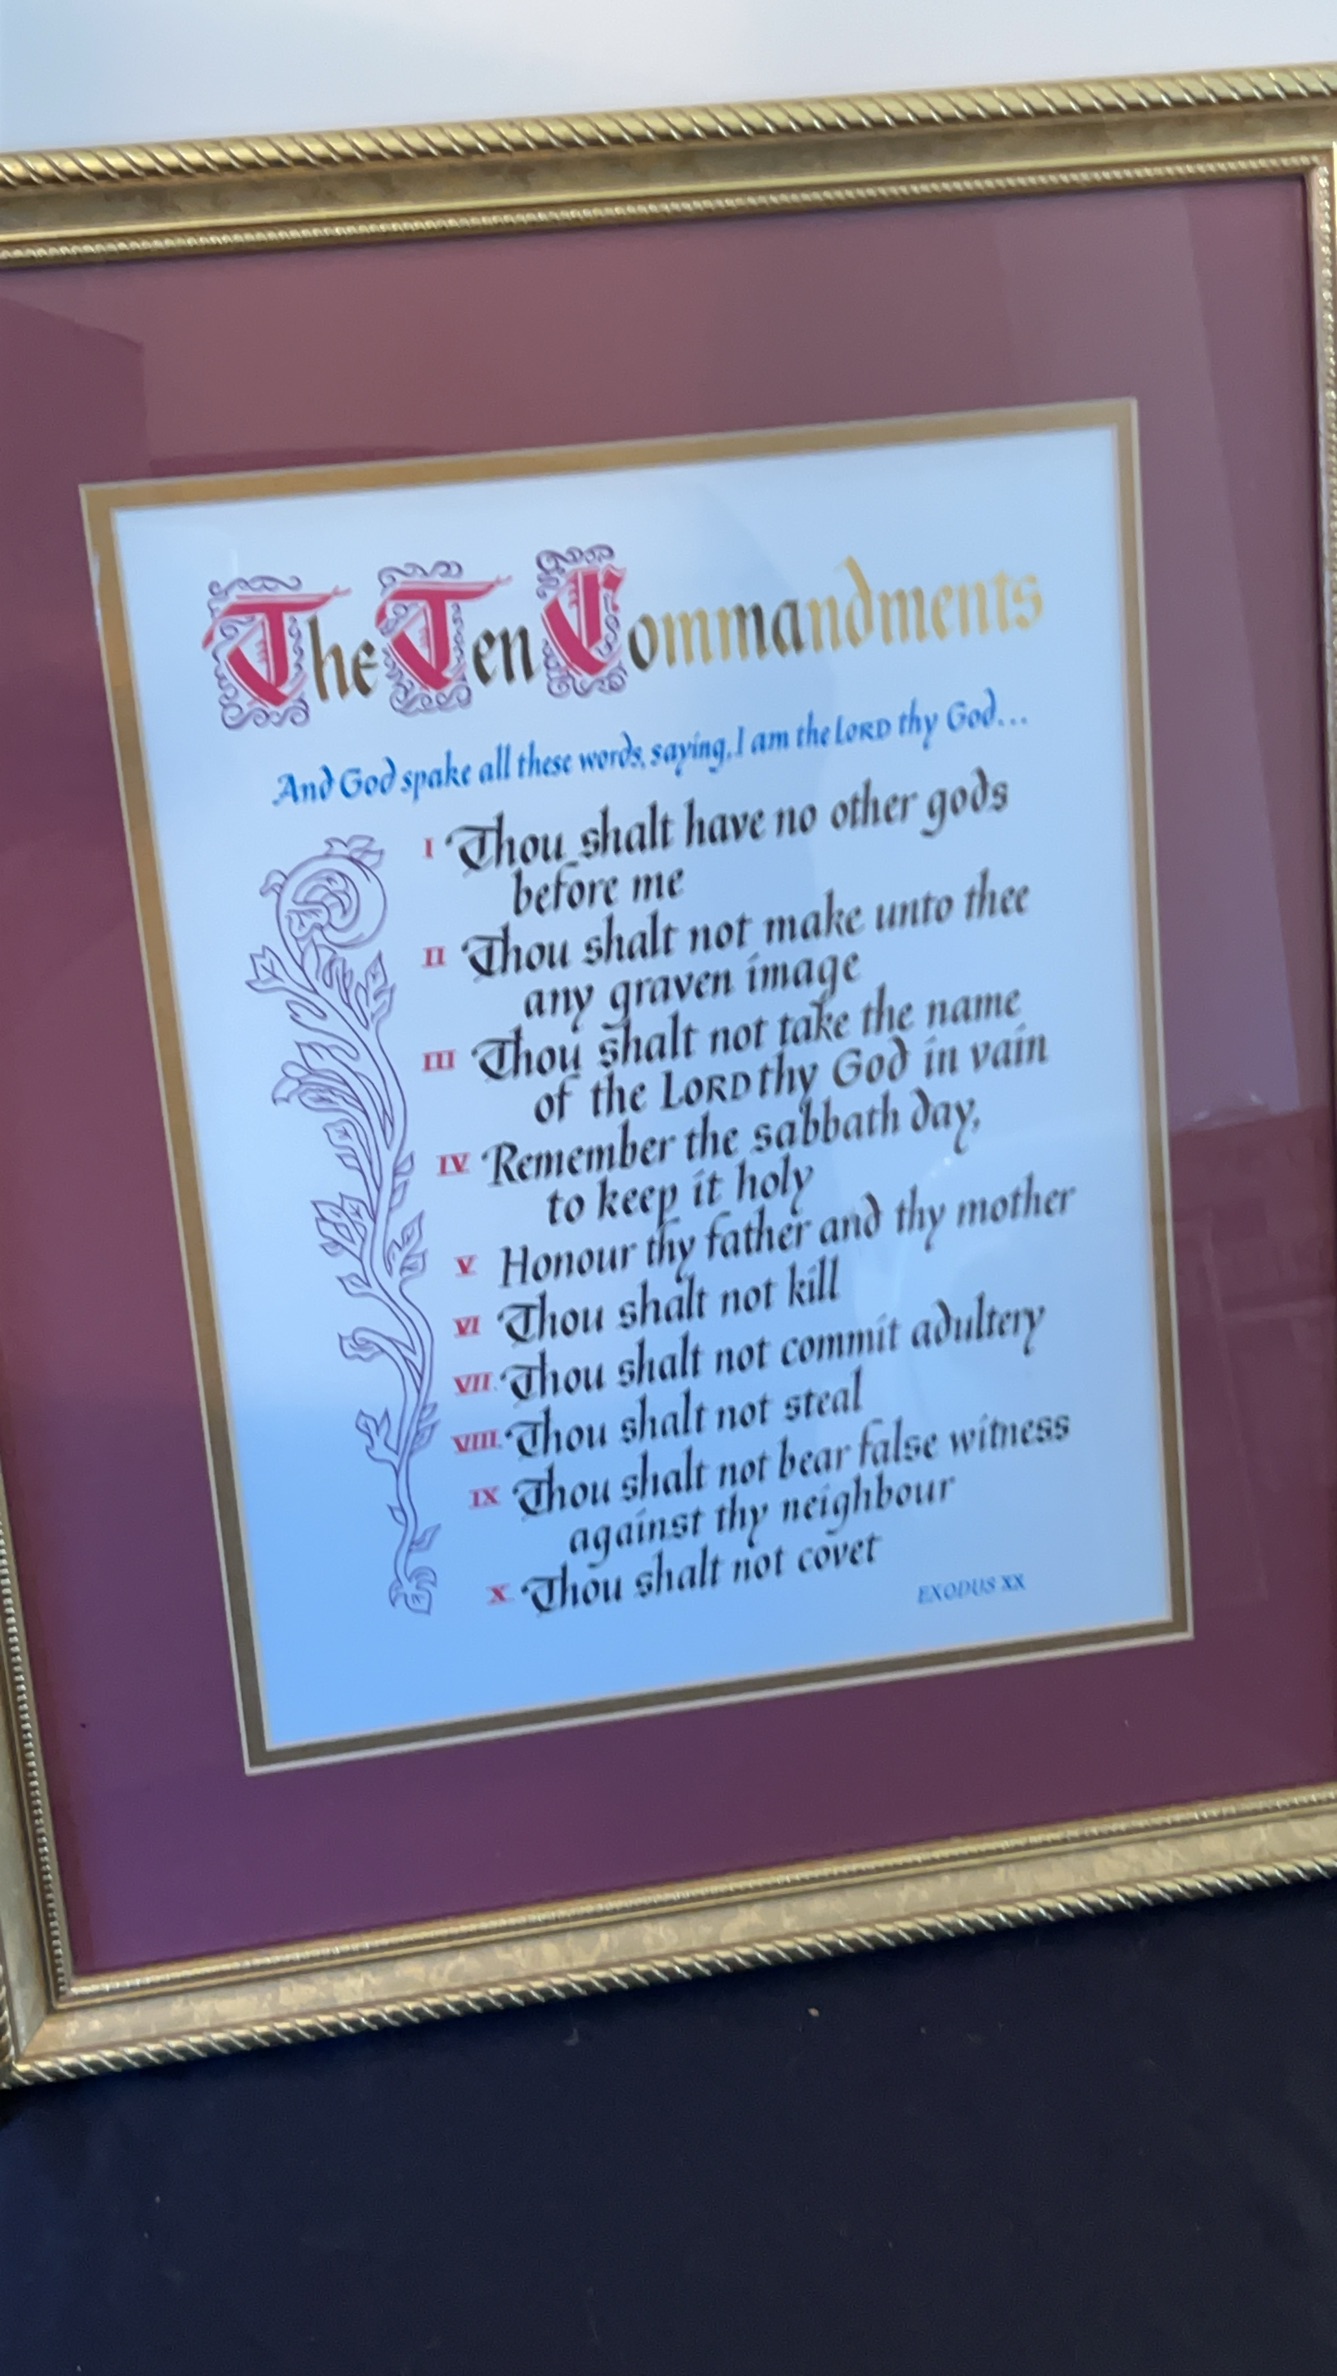 The Ten Commandments
And God spake all these words, saying, I am the LORD thy God...
I Thou shalt have no other gods
before me
II Thou shalt not make unto thee
any graven image
III Thou shalt not take the name
of the LORD thy God in vain
IV Remember the sabbath day,
to keep it holy
V Honour thy father and thy mother
VI Thou shalt not kill
VII. Thou shalt not commit adultery
VIII. Thou shalt not steal
IX Thou shalt not bear false witness
against thy neighbour
X. Thou shalt not covet
EXODUS XX